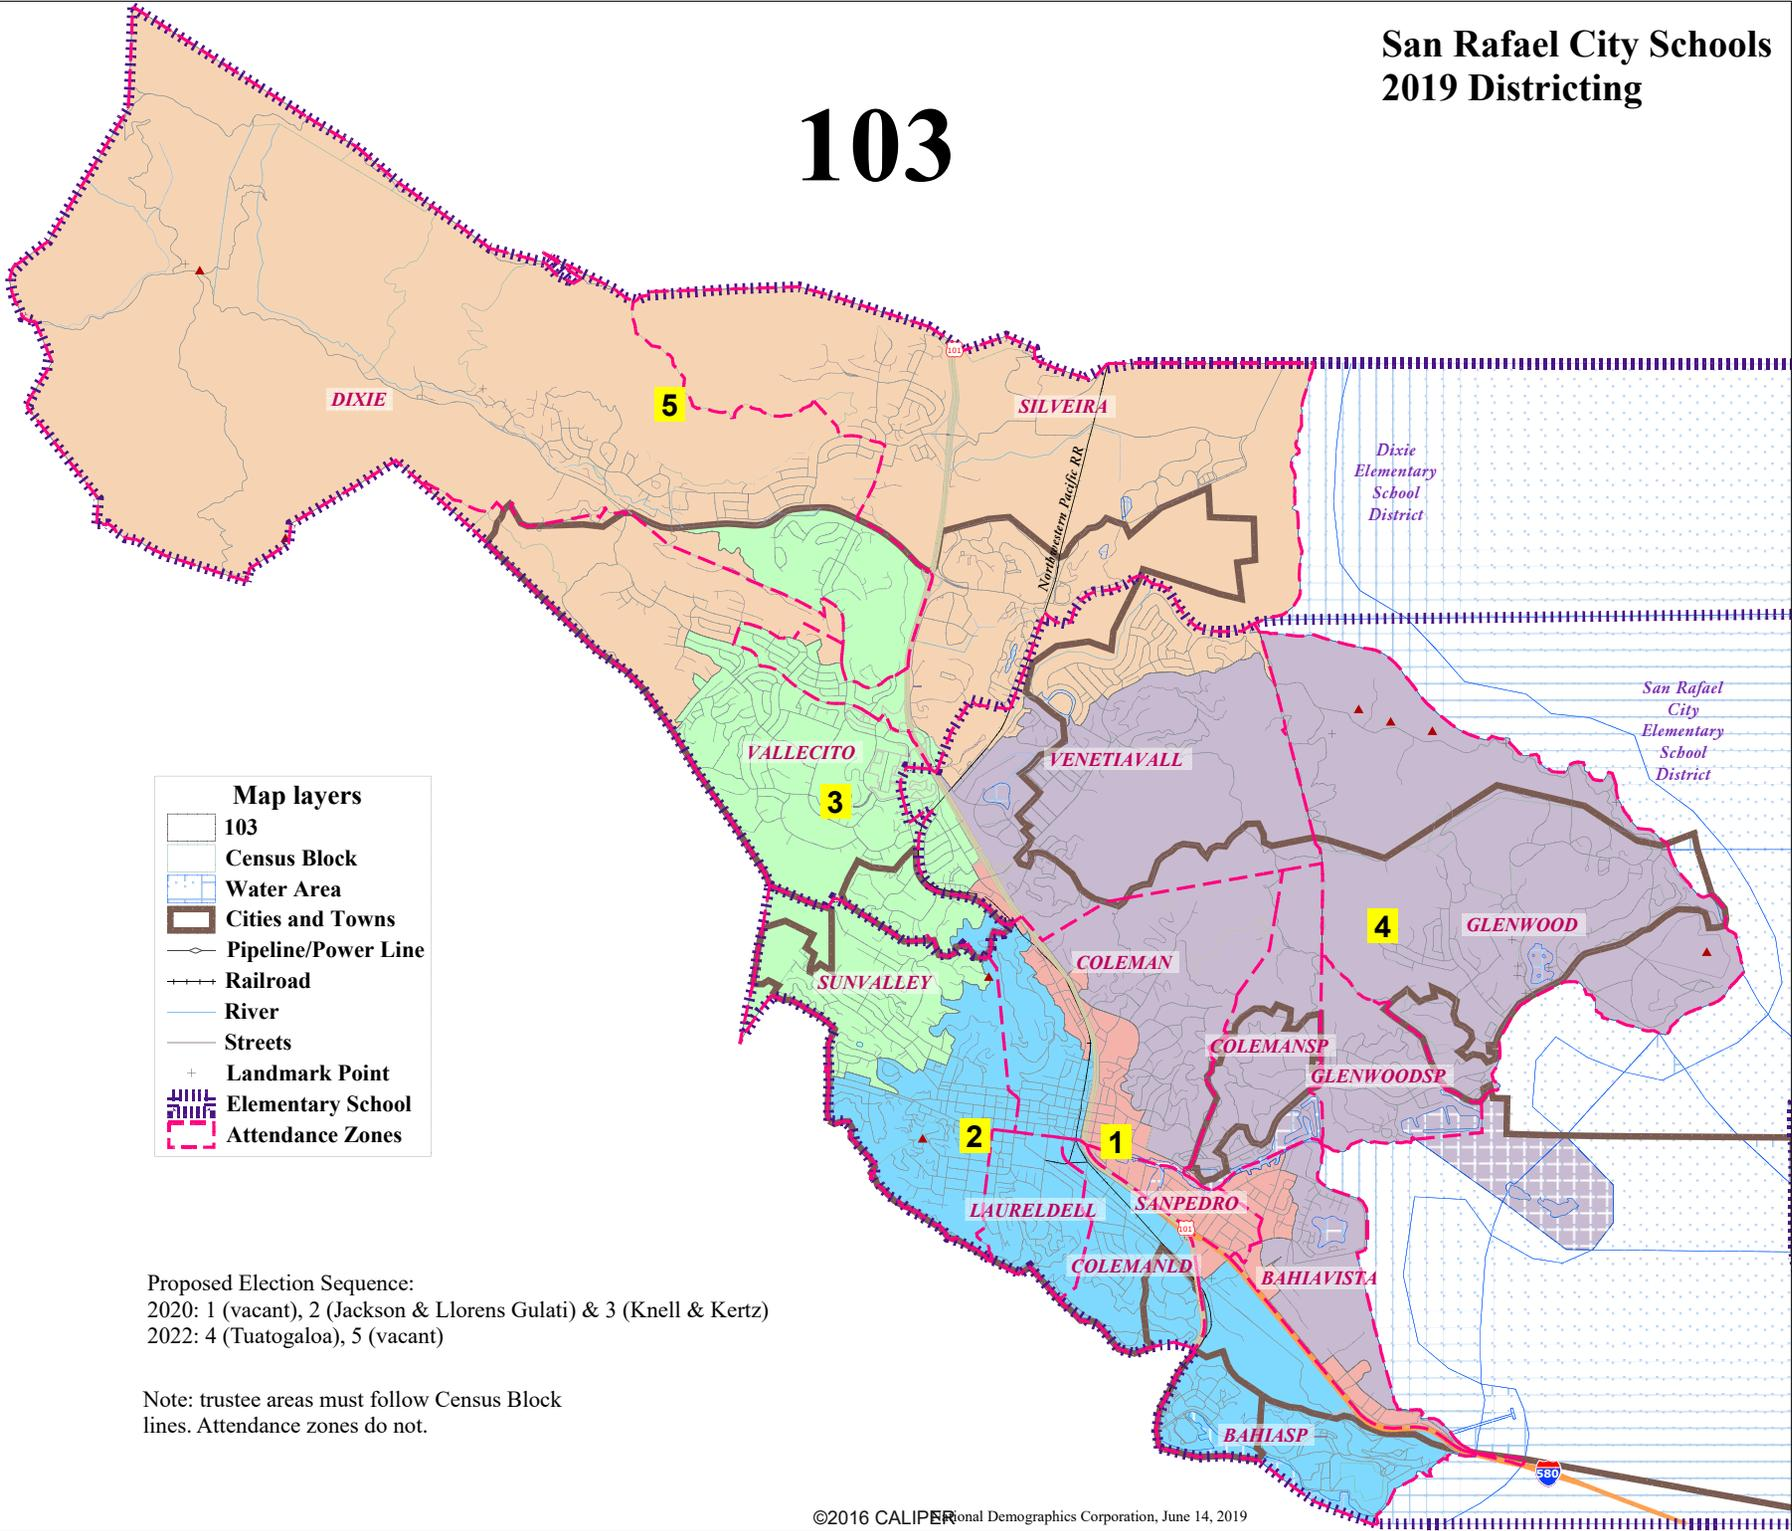 San Rafael City Schools
2019 Districting
103
101
DIXIE
5
SILVEIRA
Northwestern Pacific RR
Dixie
Elementary
School
District
San Rafael
City
Elementary
School
District
VALLECITO
3
VENETIAVALL
4
GLENWOOD
COLEMAN
SUNVALLEY
COLEMANSP
GLENWOODSP
2
1
LAURELDELL
SANPEDRO
101
COLEMANLD
BAHIAVISTA
BAHIASP
580
Map layers
103
Census Block
Water Area
Cities and Towns
Pipeline/Power Line
Railroad
River
Streets
Landmark Point
Elementary School
Attendance Zones
Proposed Election Sequence:
2020: 1 (vacant), 2 (Jackson & Llorens Gulati) & 3 (Knell & Kertz)
2022: 4 (Tuatogaloa), 5 (vacant)
Note: trustee areas must follow Census Block
lines. Attendance zones do not.
©2016 CALIPER
National Demographics Corporation, June 14, 2019